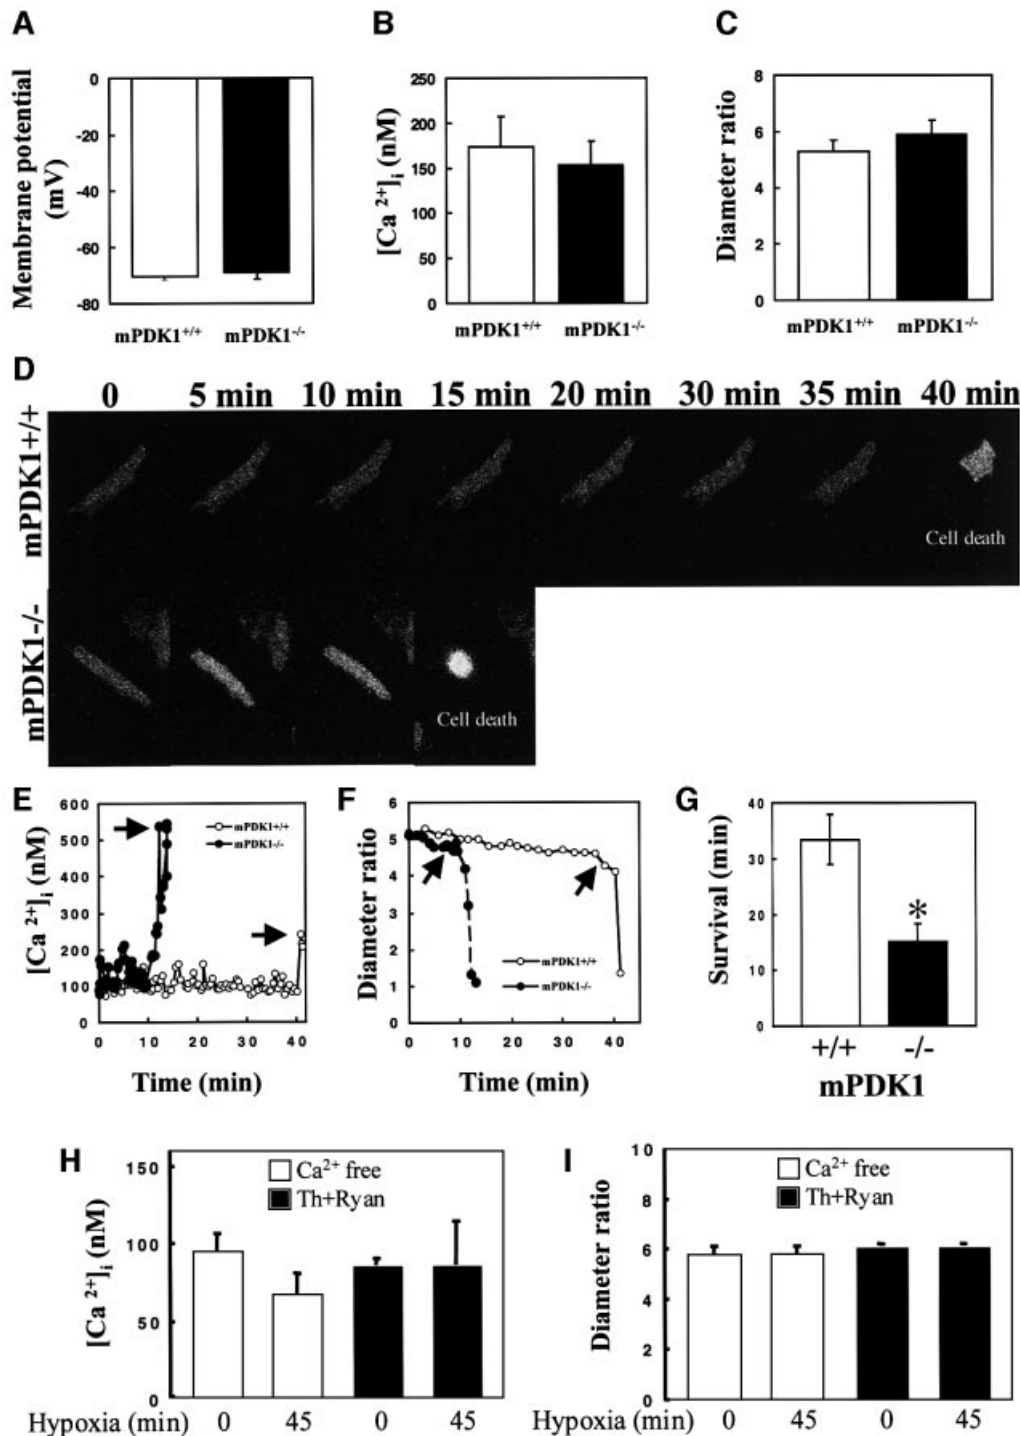 A
B
C
0
-20
-40
-60
-80
Membrane potential
(mV)
mPDK1+/+ mPDK1-/-
250
200
150
100
50
0
[Ca 2+]i (nM)
mPDK1+/+ mPDK1-/-
8
6
4
2
0
Diameter ratio
mPDK1+/+ mPDK1-/-
D
0 5 min 10 min 15 min 20 min 30 min 35 min 40 min
mPDK1+/+
Cell death
mPDK1-/-
Cell death
E
600
500
400
300
200
100
0
[Ca 2+]i (nM)
mPDK1+/+
mPDK1-/-
0 10 20 30 40
Time (min)
F
6
5
4
3
2
1
0
Diameter ratio
mPDK1+/+
mPDK1-/-
0 10 20 30 40
Time (min)
G
40
30
20
10
0
Survival (min)
*
+/+ -/-
mPDK1
H
150
100
50
0
[Ca 2+]i (nM)
Ca2+ free
Th+Ryan
Hypoxia (min) 0 45 0 45
I
10
8
6
4
2
0
Diameter ratio
Ca2+ free
Th+Ryan
Hypoxia (min) 0 45 0 45